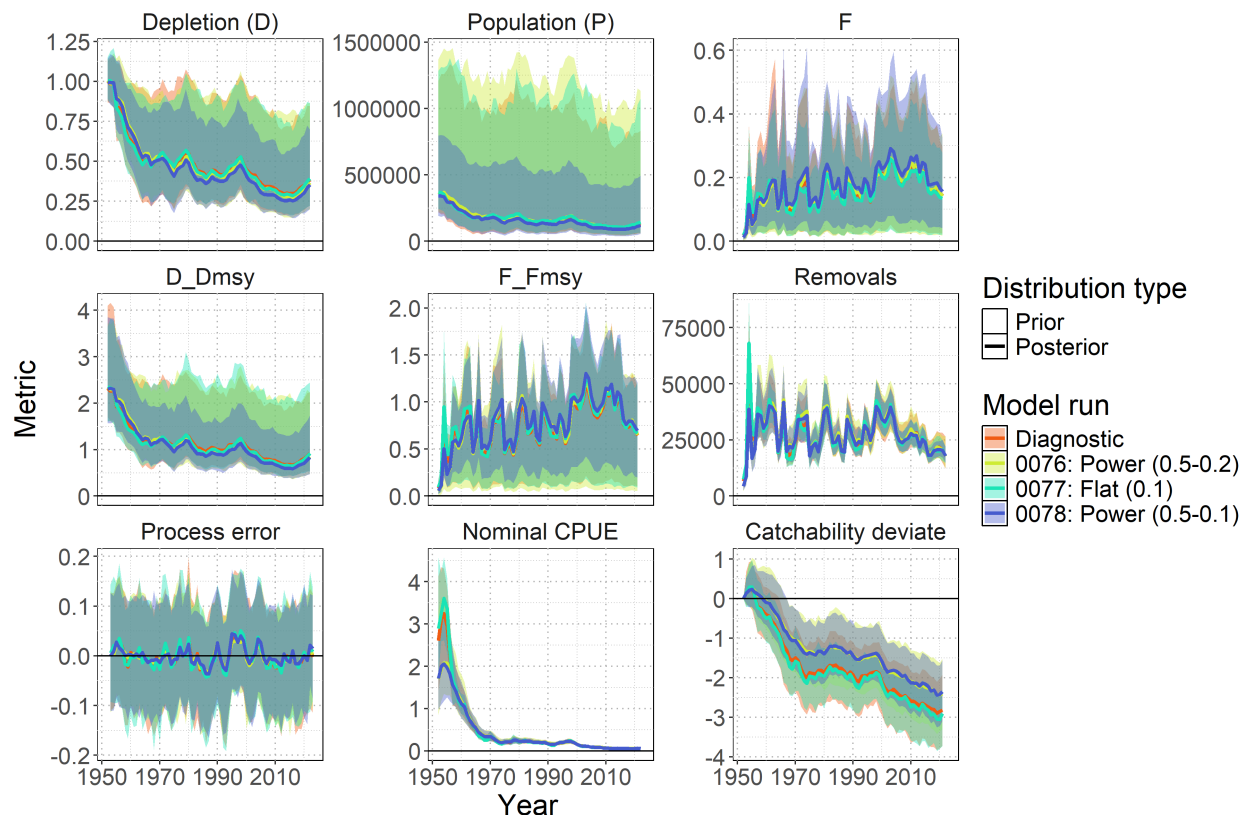 Depletion (D)
Population (P)
F
1.25
1.00
0.75
0.50
0.25
0.00
1500000
1000000
500000
0
0.6
0.4
0.2
0.0
D_Dmsy
F_Fmsy
Removals
4
3
2
1
0
2.0
1.5
1.0
0.5
0.0
75000
50000
25000
0
Process error
Nominal CPUE
Catchability deviate
0.2
0.1
0.0
-0.1
-0.2
4
3
2
1
0
1
0
-1
-2
-3
-4
1950
1970
1990
2010
1950
1970
1990
2010
1950
1970
1990
2010
Metric
Year
Distribution type
Prior
Posterior
Model run
Diagnostic
0076: Power (0.5-0.2)
0077: Flat (0.1)
0078: Power (0.5-0.1)